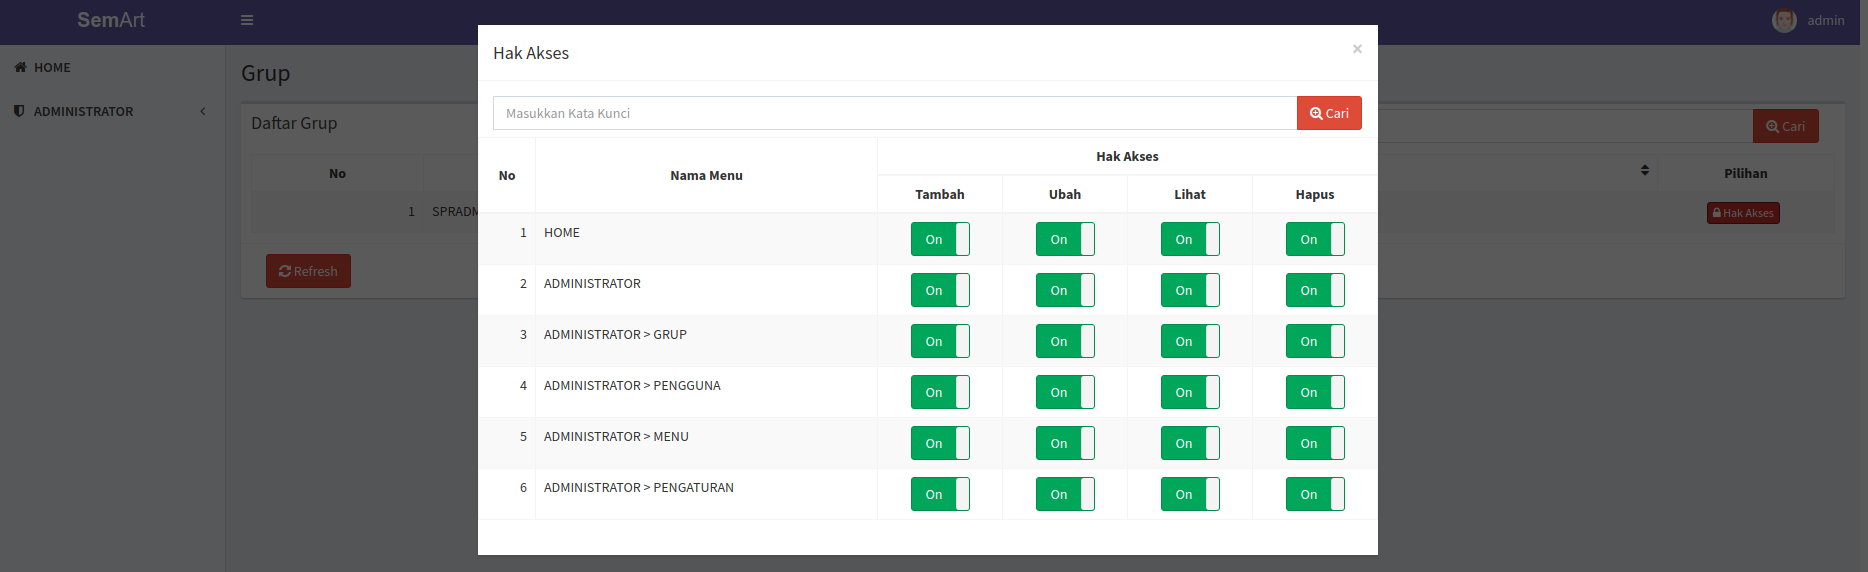 SemArt
admin
HOME
ADMINISTRATOR
Grup
Daftar Grup
Cari
No
Pilihan
1 SPRADM
Hak Akses
Refresh
Hak Akses
×
Masukkan Kata Kunci
Cari
No Nama Menu Hak Akses
Tambah Ubah Lihat Hapus
1 HOME On On On On
2 ADMINISTRATOR On On On On
3 ADMINISTRATOR > GRUP On On On On
4 ADMINISTRATOR > PENGGUNA On On On On
5 ADMINISTRATOR > MENU On On On On
6 ADMINISTRATOR > PENGATURAN On On On On